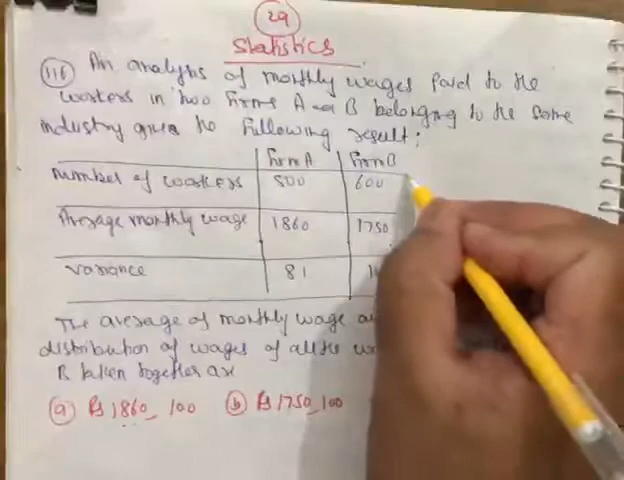 29
Statistics
116 An analysis of monthly wages paid to the
workers in two firms A and B belonging to the same
industry gives the following result:
Firm A Firm B
Number of workers 500 600
Average monthly wage 1860 1750
variance 81
The average of monthly wage
distribution of wages of all the
B taken together are
(a) Rs 1860, 100 (b) Rs 1750, 100